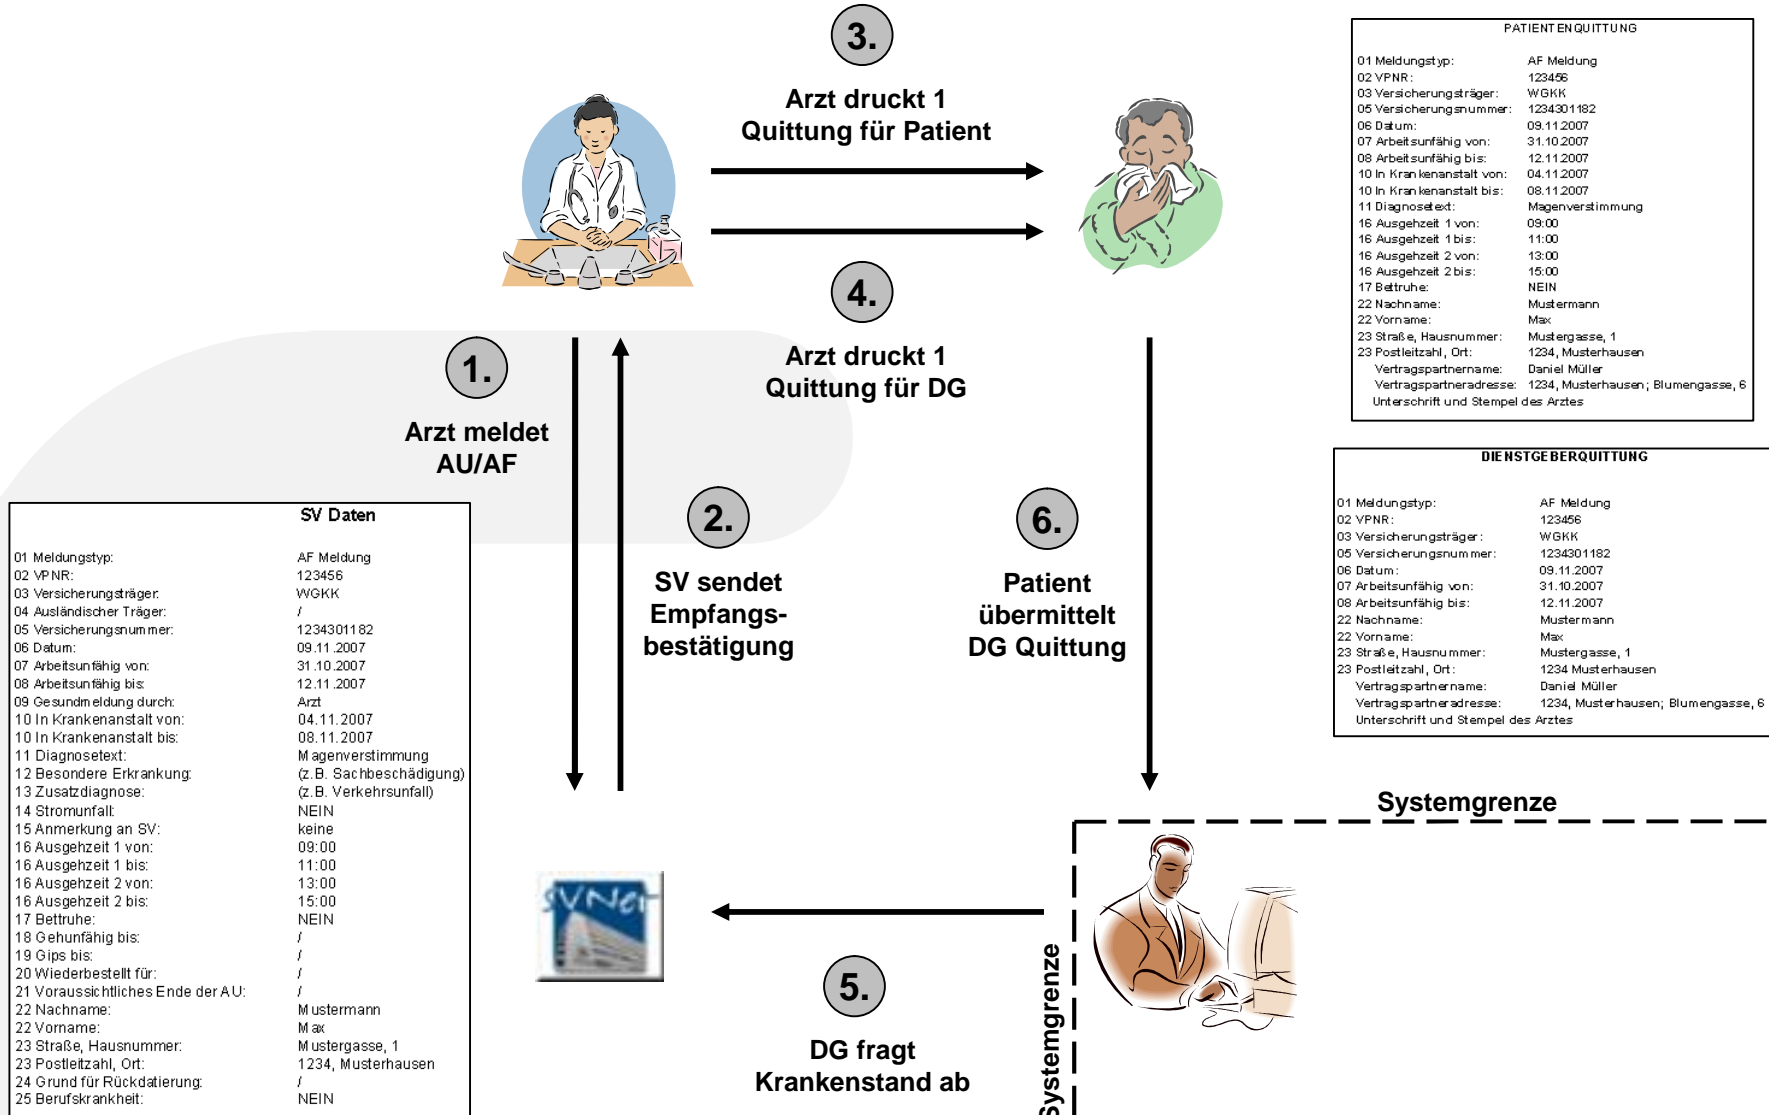 3.
Arzt druckt 1
Quittung für Patient
4.
Arzt druckt 1
Quittung für DG
1.
Arzt meldet
AU/AF
2.
SV sendet
Empfangs-
bestätigung
6.
Patient
übermittelt
DG Quittung
5.
DG fragt
Krankenstand ab
Systemgrenze
Systemgrenze
SVNet
PATIENTENQUITTUNG
01 Meldungstyp: AF Meldung
02 VPNR: 123456
03 Versicherungsträger: WGKK
05 Versicherungsnummer: 1234301182
06 Datum: 09.11.2007
07 Arbeitsunfähig von: 31.10.2007
08 Arbeitsunfähig bis: 12.11.2007
10 In Krankenanstalt von: 04.11.2007
10 In Krankenanstalt bis: 08.11.2007
11 Diagnosetext: Magenverstimmung
16 Ausgehzeit 1 von: 09:00
16 Ausgehzeit 1 bis: 11:00
16 Ausgehzeit 2 von: 13:00
16 Ausgehzeit 2 bis: 15:00
17 Bettruhe: NEIN
22 Nachname: Mustermann
22 Vorname: Max
23 Straße, Hausnummer: Mustergasse, 1
23 Postleitzahl, Ort: 1234, Musterhausen
Vertragspartnername: Daniel Müller
Vertragspartneradresse: 1234, Musterhausen; Blumengasse, 6
Unterschrift und Stempel des Arztes
DIENSTGEBERQUITTUNG
01 Meldungstyp: AF Meldung
02 VPNR: 123456
03 Versicherungsträger: WGKK
05 Versicherungsnummer: 1234301182
06 Datum: 09.11.2007
07 Arbeitsunfähig von: 31.10.2007
08 Arbeitsunfähig bis: 12.11.2007
22 Nachname: Mustermann
22 Vorname: Max
23 Straße, Hausnummer: Mustergasse, 1
23 Postleitzahl, Ort: 1234 Musterhausen
Vertragspartnername: Daniel Müller
Vertragspartneradresse: 1234, Musterhausen; Blumengasse, 6
Unterschrift und Stempel des Arztes
SV Daten
01 Meldungstyp: AF Meldung
02 VPNR: 123456
03 Versicherungsträger: WGKK
04 Ausländischer Träger: /
05 Versicherungsnummer: 1234301182
06 Datum: 09.11.2007
07 Arbeitsunfähig von: 31.10.2007
08 Arbeitsunfähig bis: 12.11.2007
09 Gesundmeldung durch: Arzt
10 In Krankenanstalt von: 04.11.2007
10 In Krankenanstalt bis: 08.11.2007
11 Diagnosetext: Magenverstimmung
12 Besondere Erkrankung: (z.B. Sachbeschädigung)
13 Zusatzdiagnose: (z.B. Verkehrsunfall)
14 Stromunfall: NEIN
15 Anmerkung an SV: keine
16 Ausgehzeit 1 von: 09:00
16 Ausgehzeit 1 bis: 11:00
16 Ausgehzeit 2 von: 13:00
16 Ausgehzeit 2 bis: 15:00
17 Bettruhe: NEIN
18 Gehunfähig bis: /
19 Gips bis: /
20 Wiederbestellt für: /
21 Voraussichtliches Ende der AU: /
22 Nachname: Mustermann
22 Vorname: Max
23 Straße, Hausnummer: Mustergasse, 1
23 Postleitzahl, Ort: 1234, Musterhausen
24 Grund für Rückdatierung: /
25 Berufskrankheit: NEIN